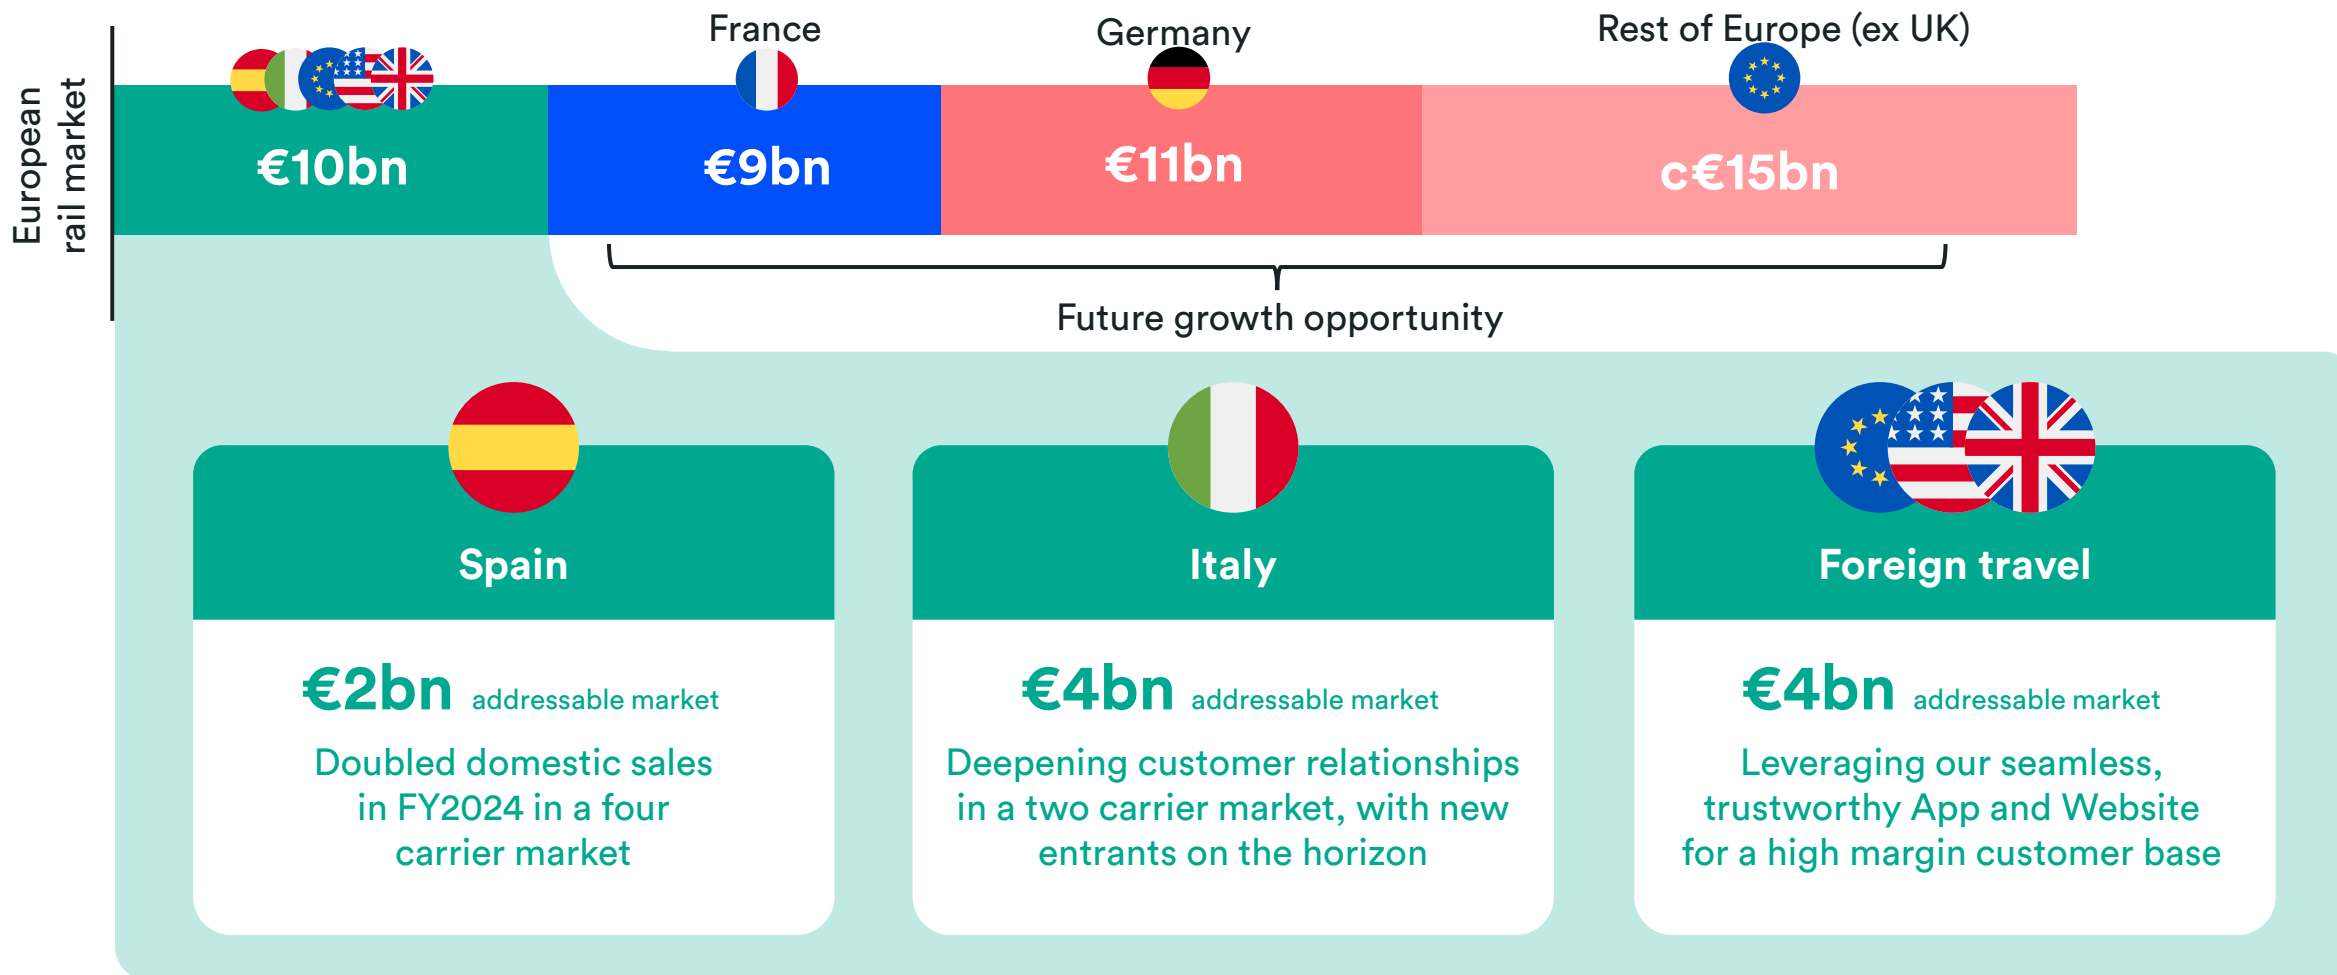 European
rail market
France
Germany
Rest of Europe (ex UK)
€10bn
€9bn
€11bn
c€15bn
Future growth opportunity
Spain
€2bn addressable market
Doubled domestic sales
in FY2024 in a four
carrier market
Italy
€4bn addressable market
Deepening customer relationships
in a two carrier market, with new
entrants on the horizon
Foreign travel
€4bn addressable market
Leveraging our seamless,
trustworthy App and Website
for a high margin customer base